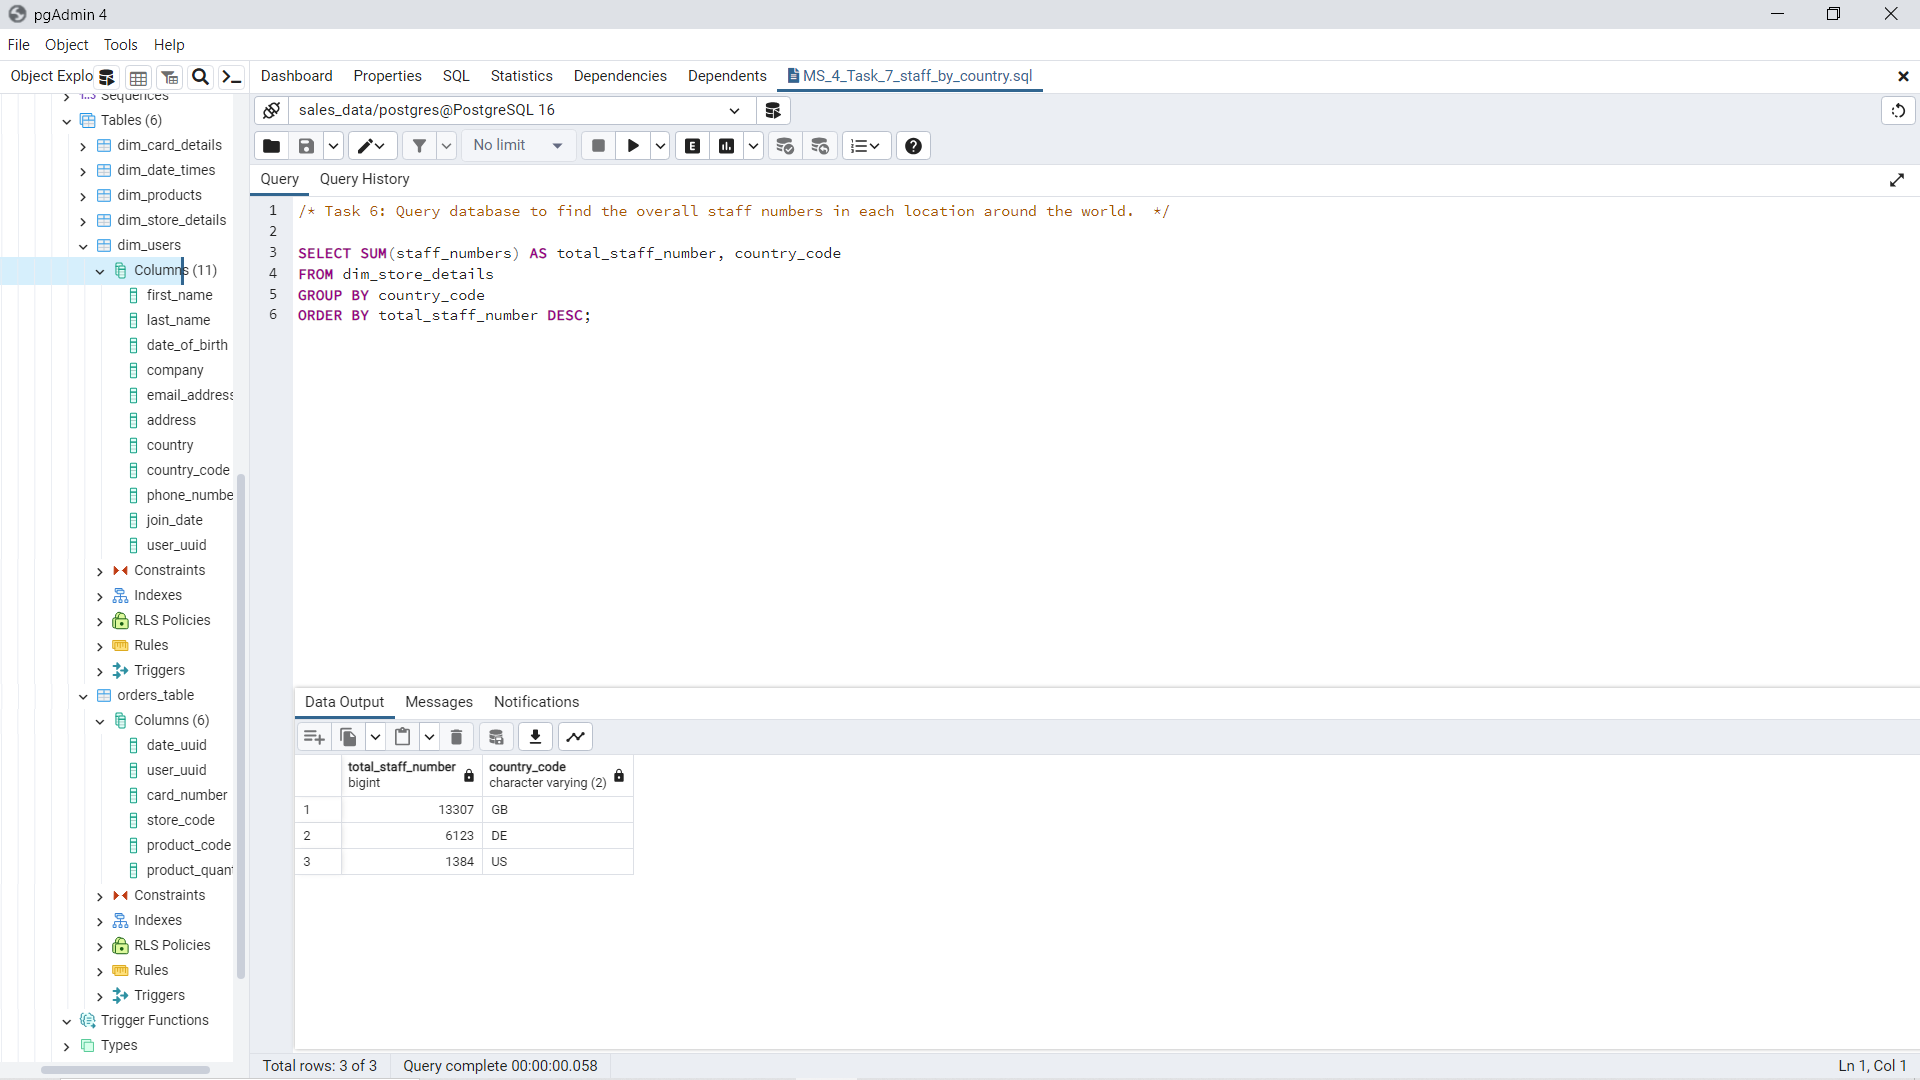 pgAdmin 4
File Object Tools Help
Object Explo
Dashboard Properties SQL Statistics Dependencies Dependents MS_4_Task_7_staff_by_country.sql
Sequences
Tables (6)
dim_card_details
dim_date_times
dim_products
dim_store_details
dim_users
Columns (11)
first_name
last_name
date_of_birth
company
email_address
address
country
country_code
phone_numbe
join_date
user_uuid
Constraints
Indexes
RLS Policies
Rules
Triggers
orders_table
Columns (6)
date_uuid
user_uuid
card_number
store_code
product_code
product_quant
Constraints
Indexes
RLS Policies
Rules
Triggers
Trigger Functions
Types
sales_data/postgres@PostgreSQL 16
No limit
E
Query Query History
1 /* Task 6: Query database to find the overall staff numbers in each location around the world.  */
2
3 SELECT SUM(staff_numbers) AS total_staff_number, country_code
4 FROM dim_store_details
5 GROUP BY country_code
6 ORDER BY total_staff_number DESC;
Data Output Messages Notifications
total_staff_number country_code
bigint character varying (2)
1 13307 GB
2 6123 DE
3 1384 US
Total rows: 3 of 3 Query complete 00:00:00.058 Ln 1, Col 1